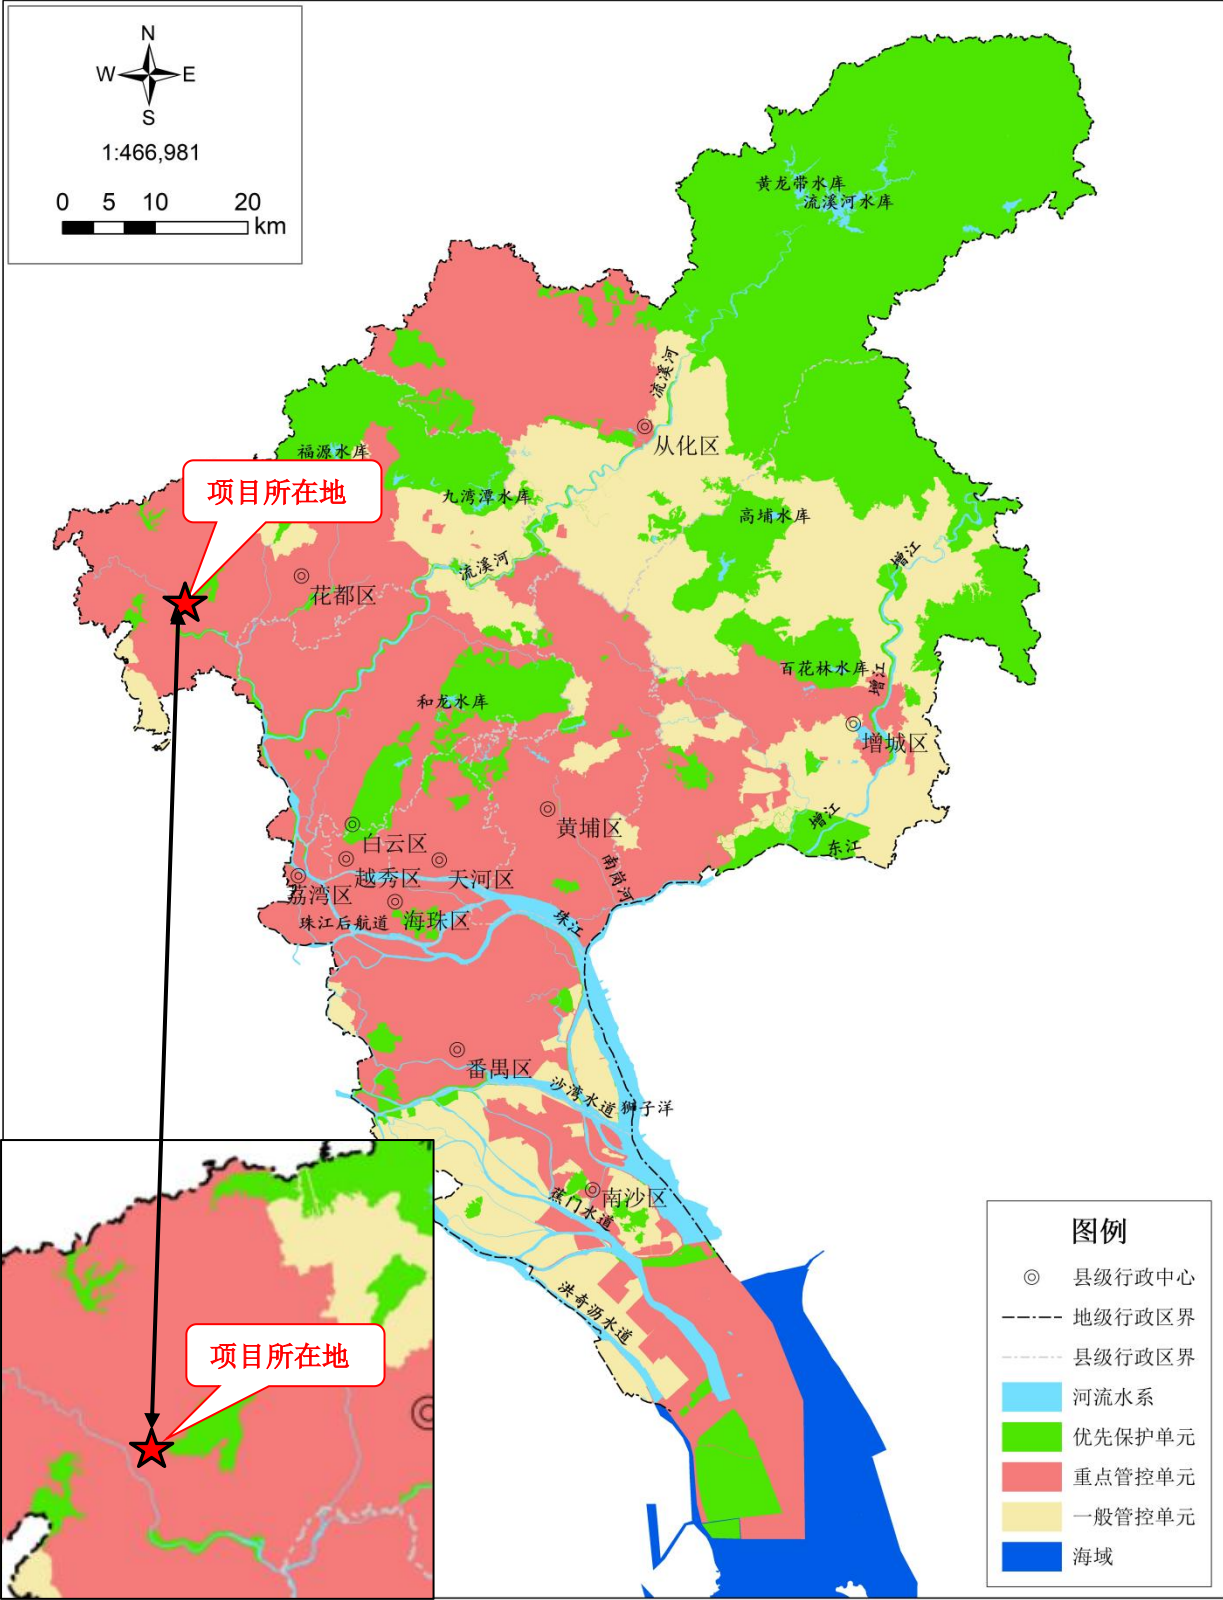 N
W E
S
1:466,981
0 5 10 20
km
黄龙带水库
流溪河水库
流溪河
从化区
福源水库
项目所在地
九湾潭水库
高埔水库
流溪河
增江
花都区
百花林水库
增江
和龙水库
增城区
增江
黄埔区
白云区
东江
越秀区
天河区
南岗河
荔湾区
海珠区
珠江后航道
珠江
番禺区
沙湾水道
狮子洋
南沙区
蕉门水道
洪奇沥水道
项目所在地
图例
县级行政中心
地级行政区界
县级行政区界
河流水系
优先保护单元
重点管控单元
一般管控单元
海域